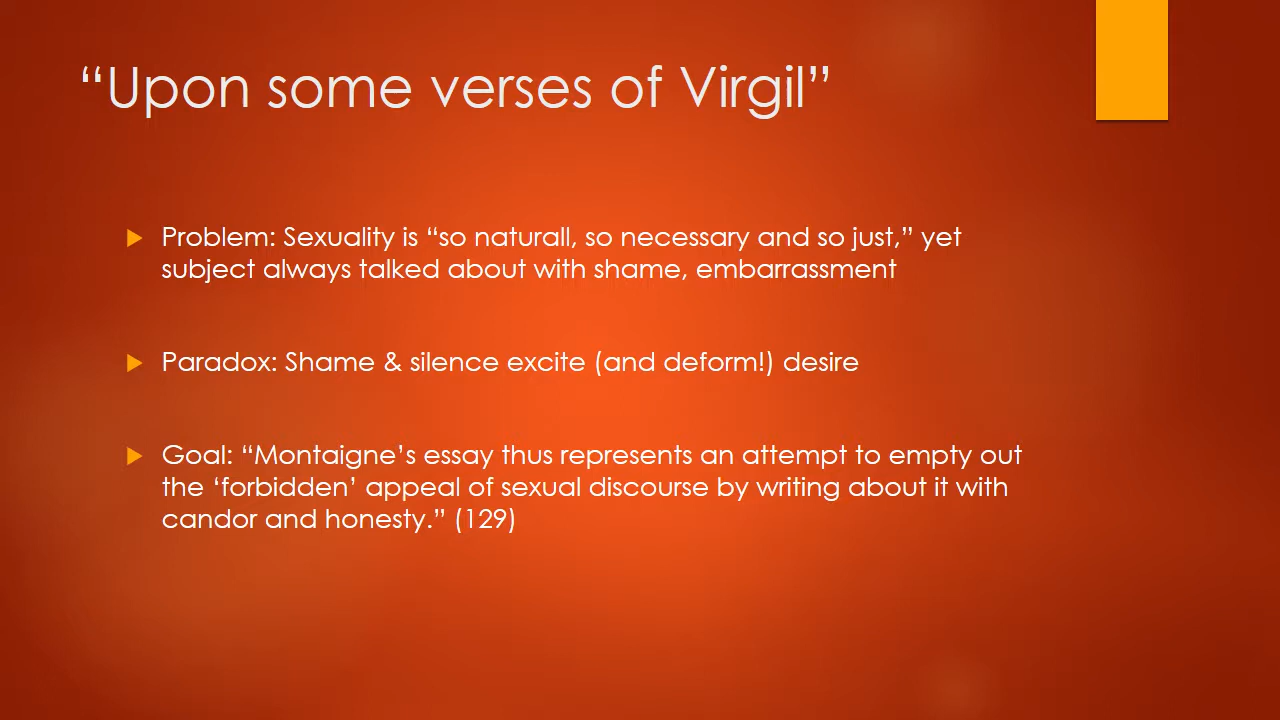 “Upon some verses of Virgil”
Problem: Sexuality is “so naturall, so necessary and so just,” yet
subject always talked about with shame, embarrassment
Paradox: Shame & silence excite (and deform!) desire
Goal: “Montaigne’s essay thus represents an attempt to empty out
the ‘forbidden’ appeal of sexual discourse by writing about it with
candor and honesty.” (129)